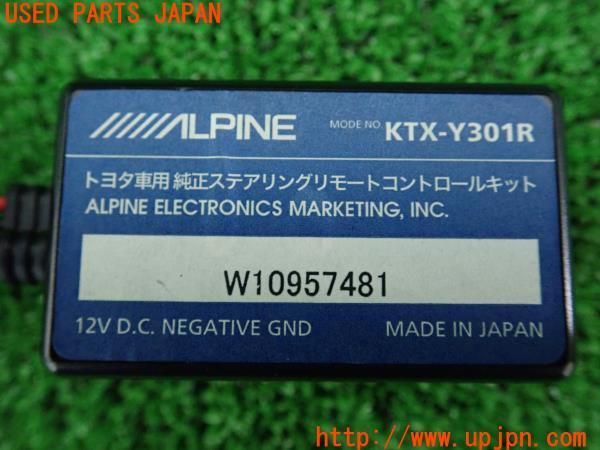 USED PARTS JAPAN
ALPINE MODE NO. KTX-Y301R
トヨタ車用 純正ステアリングリモートコントロールキット
ALPINE ELECTRONICS MARKETING, INC.
W10957481
12V D.C. NEGATIVE GND MADE IN JAPAN
http://www.upjpn.com